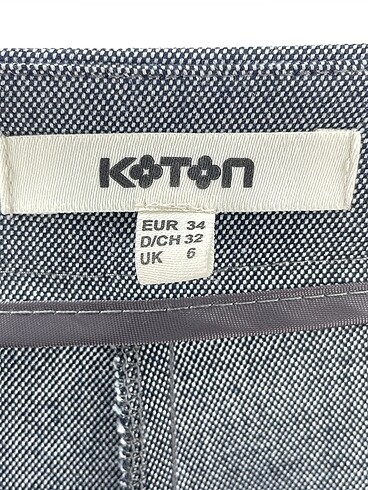 KOTON
EUR 34
D/CH 32
UK 6